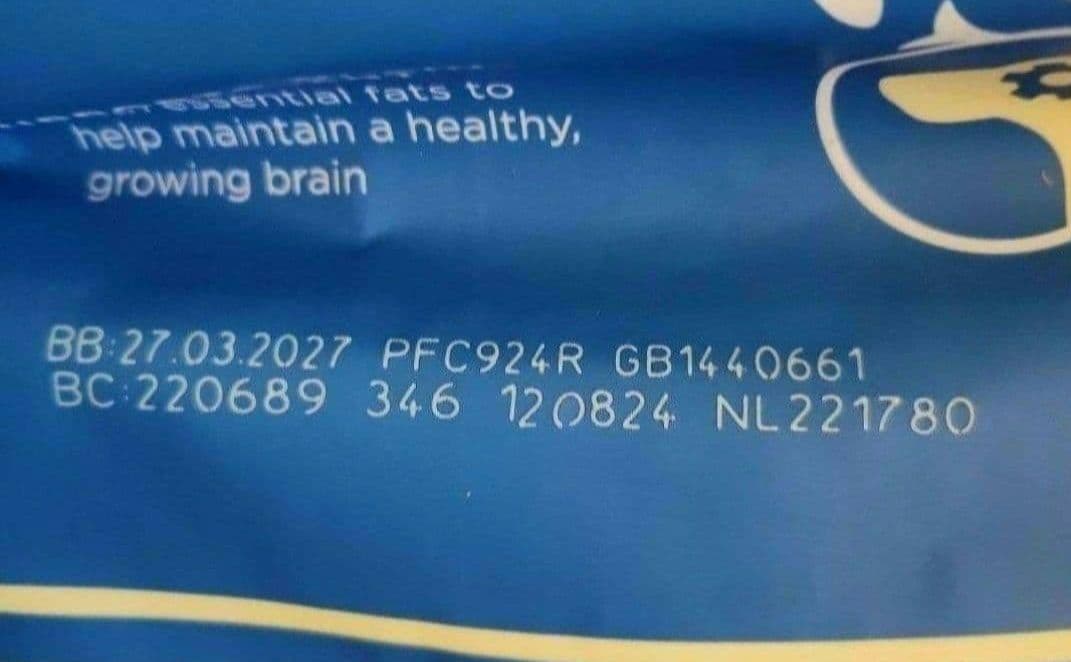 essential fats to
help maintain a healthy,
growing brain
BB:27.03.2027 PFC924R GB1440661
BC:220689 346 120824 NL221780